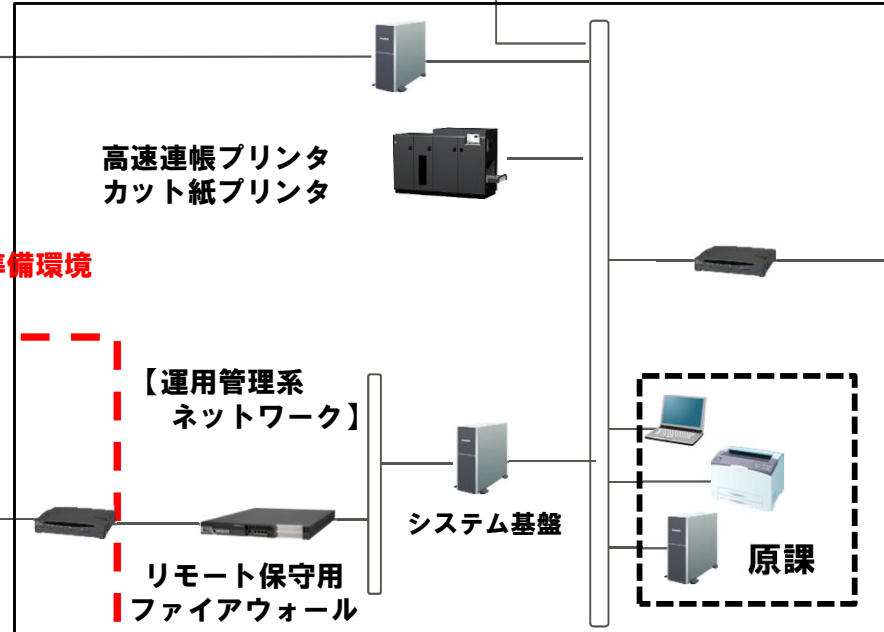 高速連帳プリンタ
カット紙プリンタ
備環境
【運用管理系
ネットワーク】
システム基盤
リモート保守用
ファイアウォール
原課